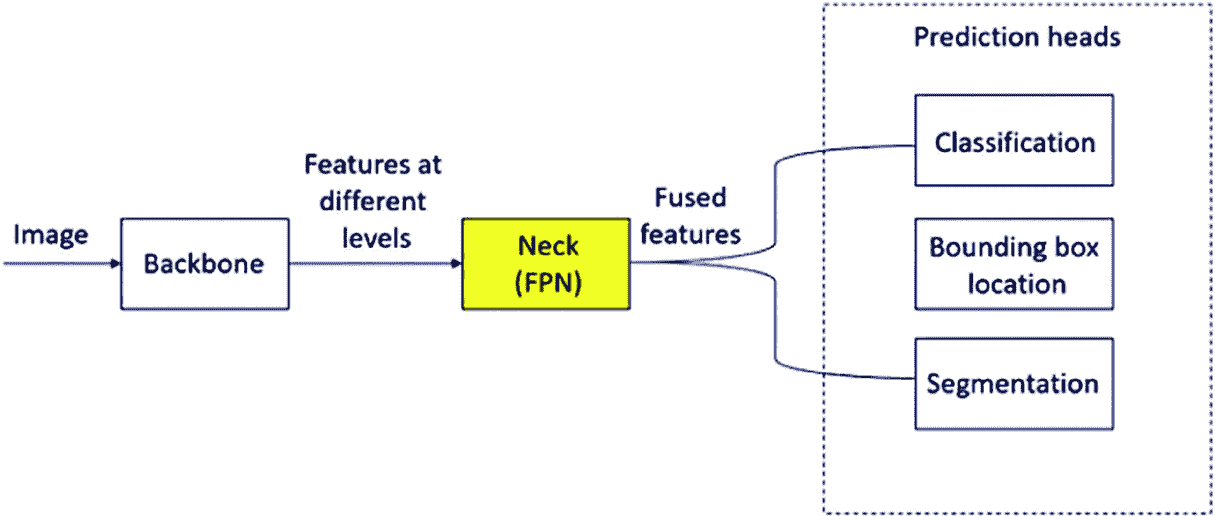 Image
Backbone
Features at
different
levels
Neck
(FPN)
Fused
features
Prediction heads
Classification
Bounding box
location
Segmentation